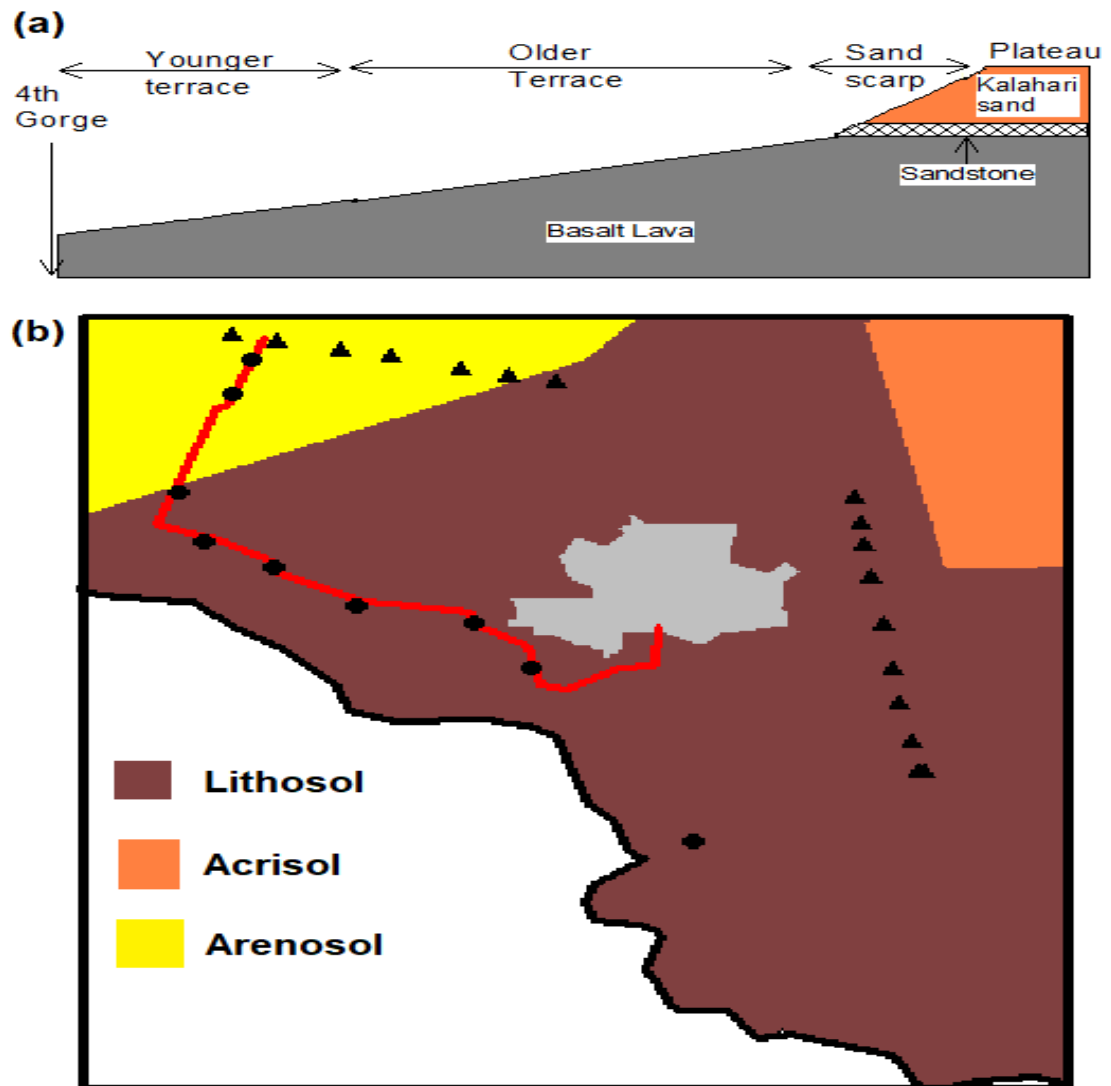 (a)
Younger
terrace
Older
Terrace
Sand
scarp
Plateau
4th
Gorge
Kalahari
sand
Sandstone
Basalt Lava
(b)
Lithosol
Acrisol
Arenosol